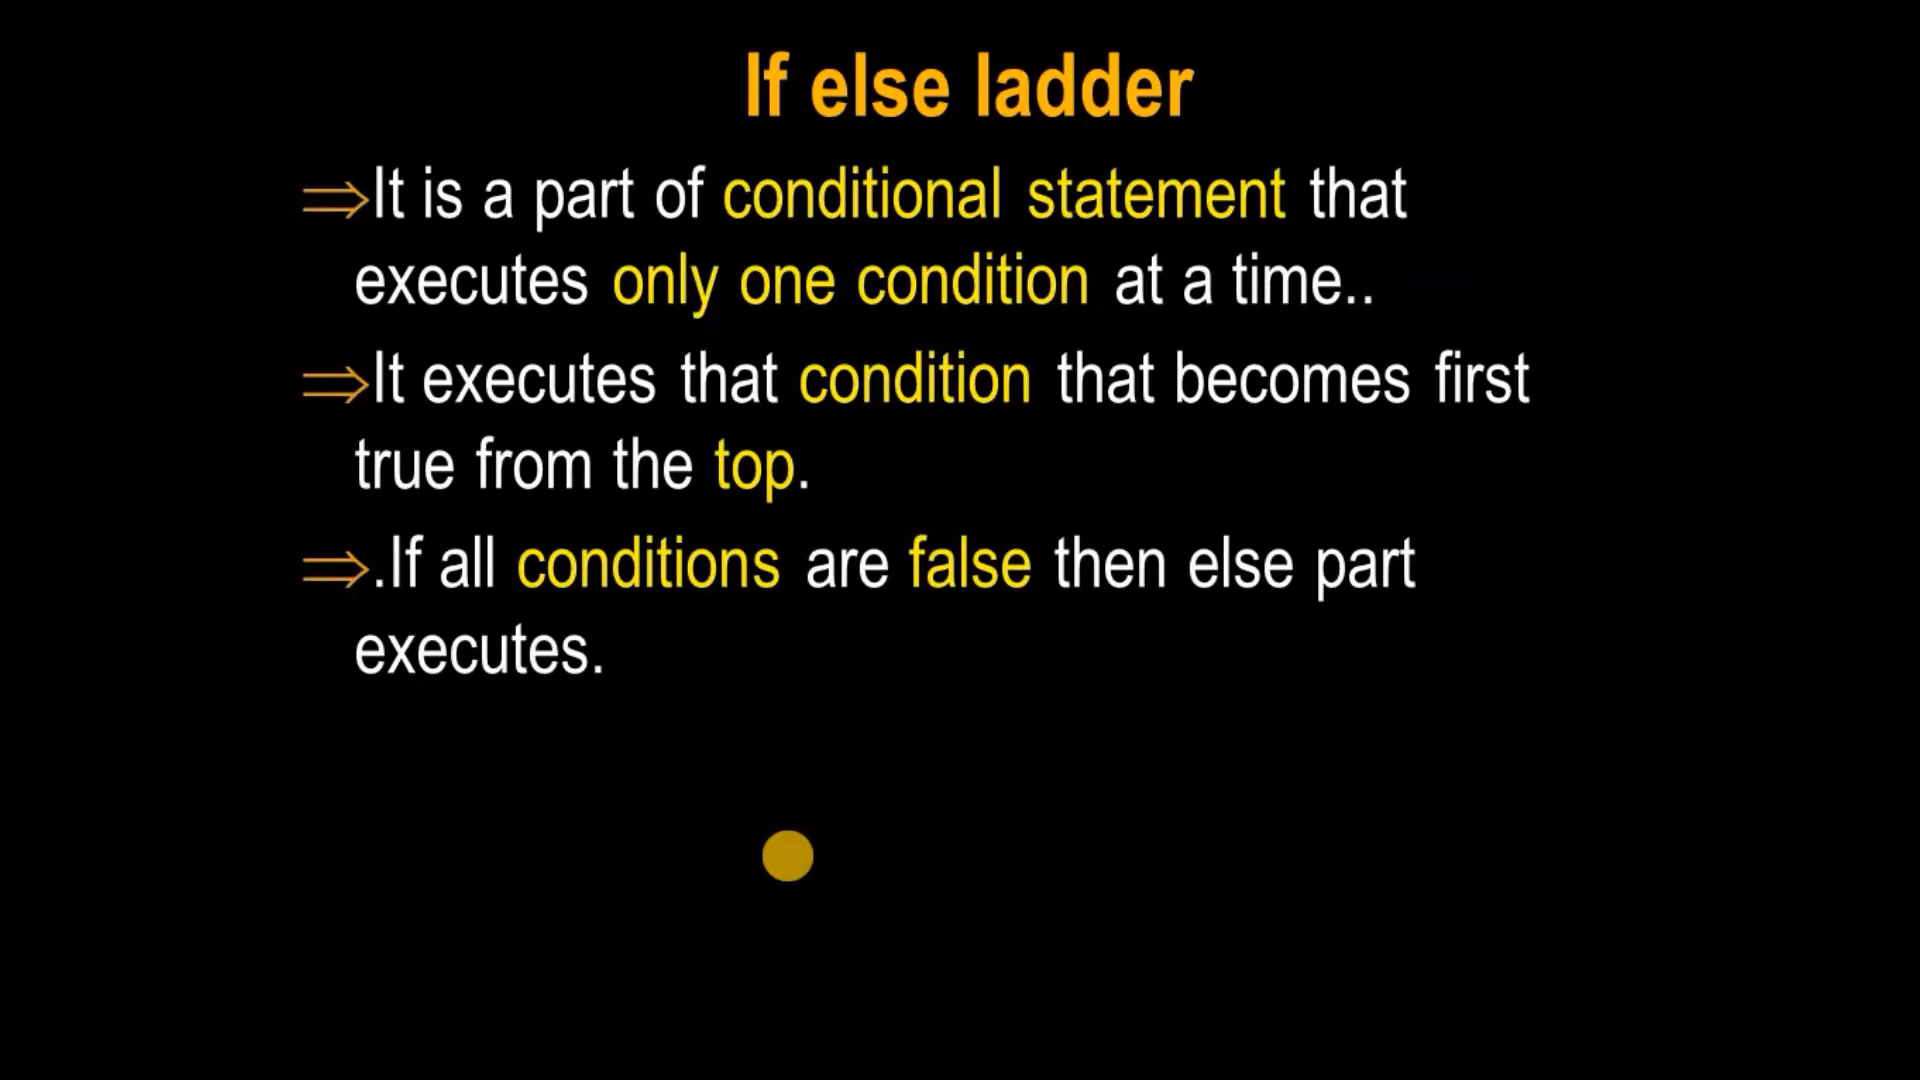 If else ladder
⇒It is a part of conditional statement that
executes only one condition at a time..
⇒It executes that condition that becomes first
true from the top.
⇒.If all conditions are false then else part
executes.